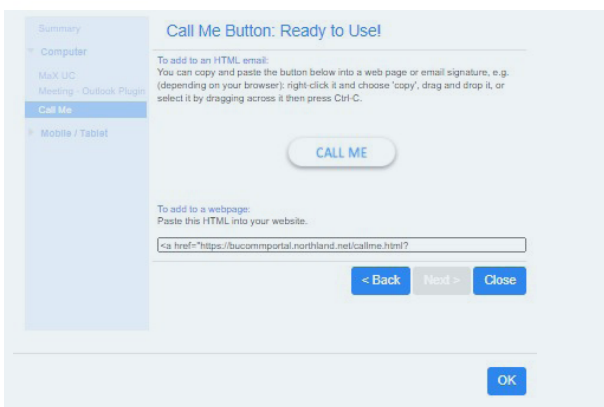 Summary
Computer
MaX UC
Meeting - Outlook Plugin
Call Me
Mobile / Tablet
Call Me Button: Ready to Use!
To add to an HTML email:
You can copy and paste the button below into a web page or email signature, e.g.
(depending on your browser): right-click it and choose 'copy', drag and drop it, or
select it by dragging across it then press Ctrl-C.
CALL ME
To add to a webpage:
Paste this HTML into your website.
<a href="https://bucommportal.northland.net/callme.html?
< Back
Next >
Close
OK